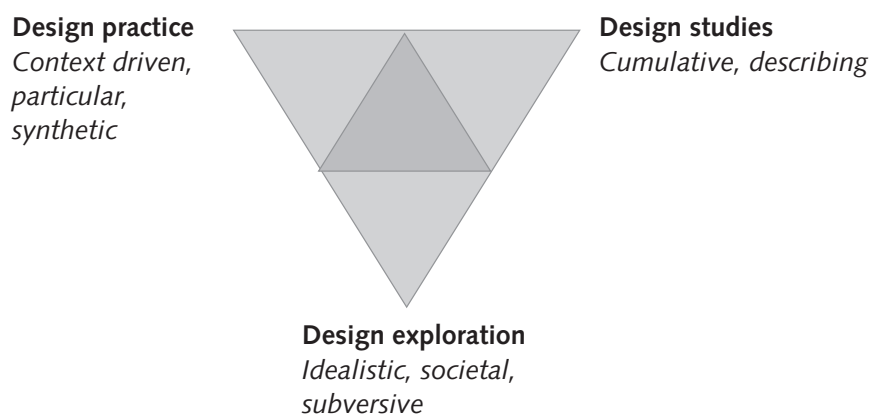 Design practice
Context driven,
particular,
synthetic
Design studies
Cumulative, describing
Design exploration
Idealistic, societal,
subversive